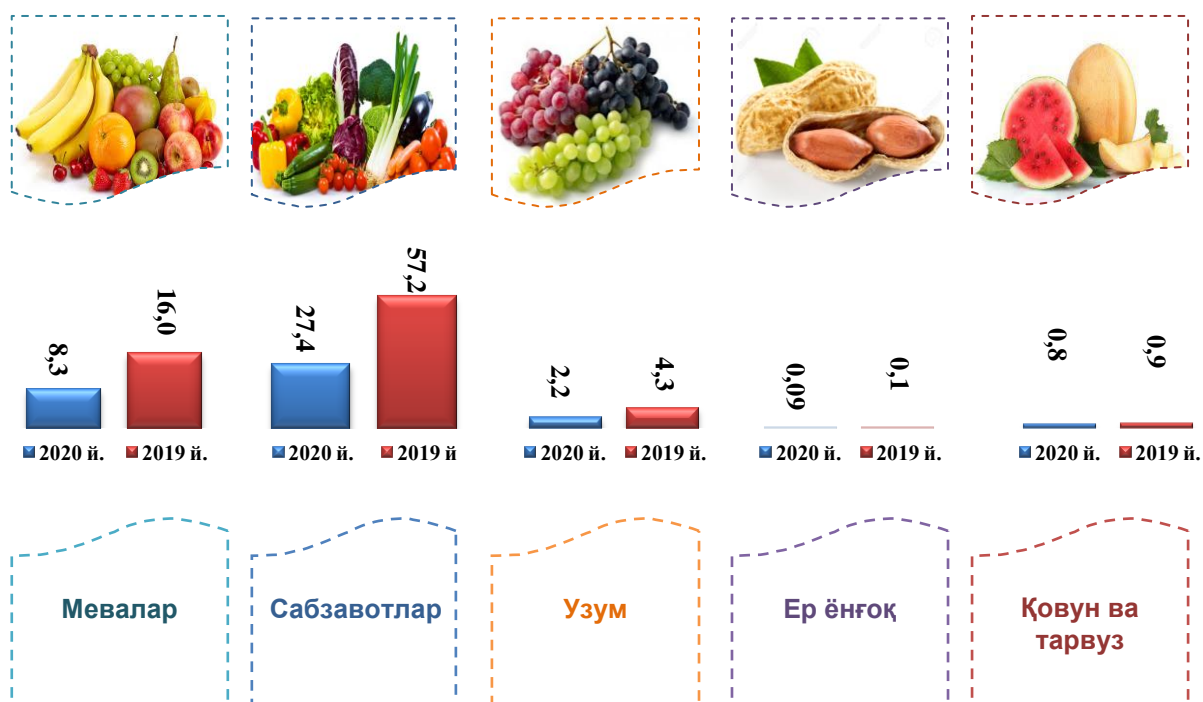 8,3
16,0
2020 й.
2019 й.
27,4
57,2
2020 й.
2019 й
2,2
4,3
2020 й.
2019 й.
0,09
0,1
2020 й.
2019 й.
0,8
0,9
2020 й.
2019 й.
Мевалар
Сабзавотлар
Узум
Ер ёнғоқ
Қовун ва
тарвуз